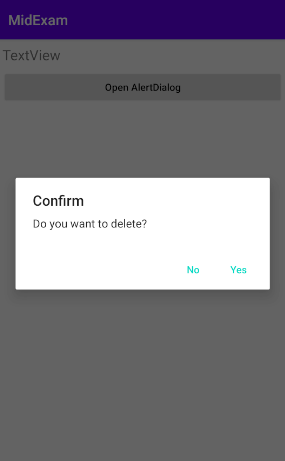 MidExam
TextView
Open AlertDialog
Confirm
Do you want to delete?
No Yes